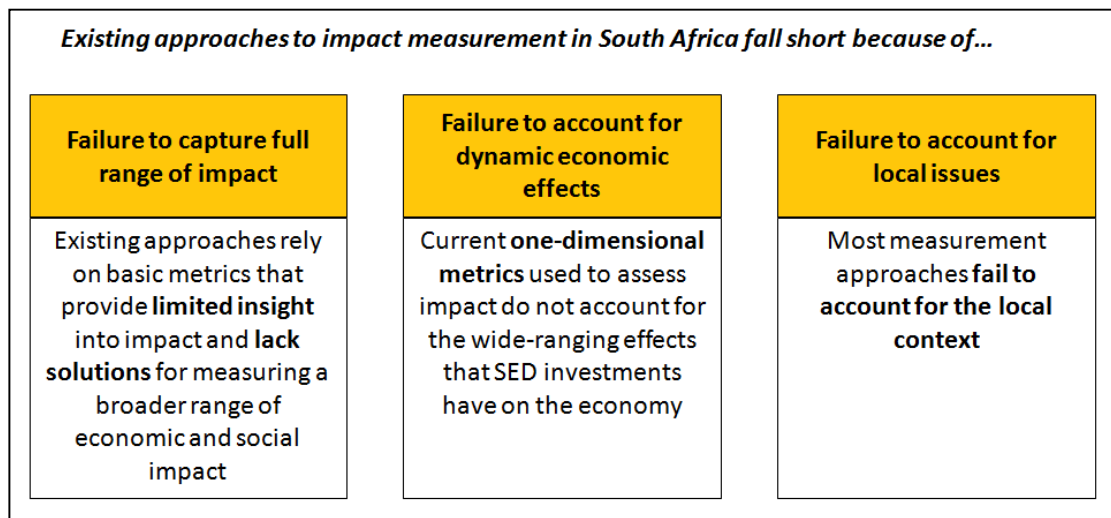 Existing approaches to impact measurement in South Africa fall short because of…
Failure to capture full
range of impact
Existing approaches rely
on basic metrics that
provide limited insight
into impact and lack
solutions for measuring a
broader range of
economic and social
impact
Failure to account for
dynamic economic
effects
Current one-dimensional
metrics used to assess
impact do not account for
the wide-ranging effects
that SED investments
have on the economy
Failure to account for
local issues
Most measurement
approaches fail to
account for the local
context